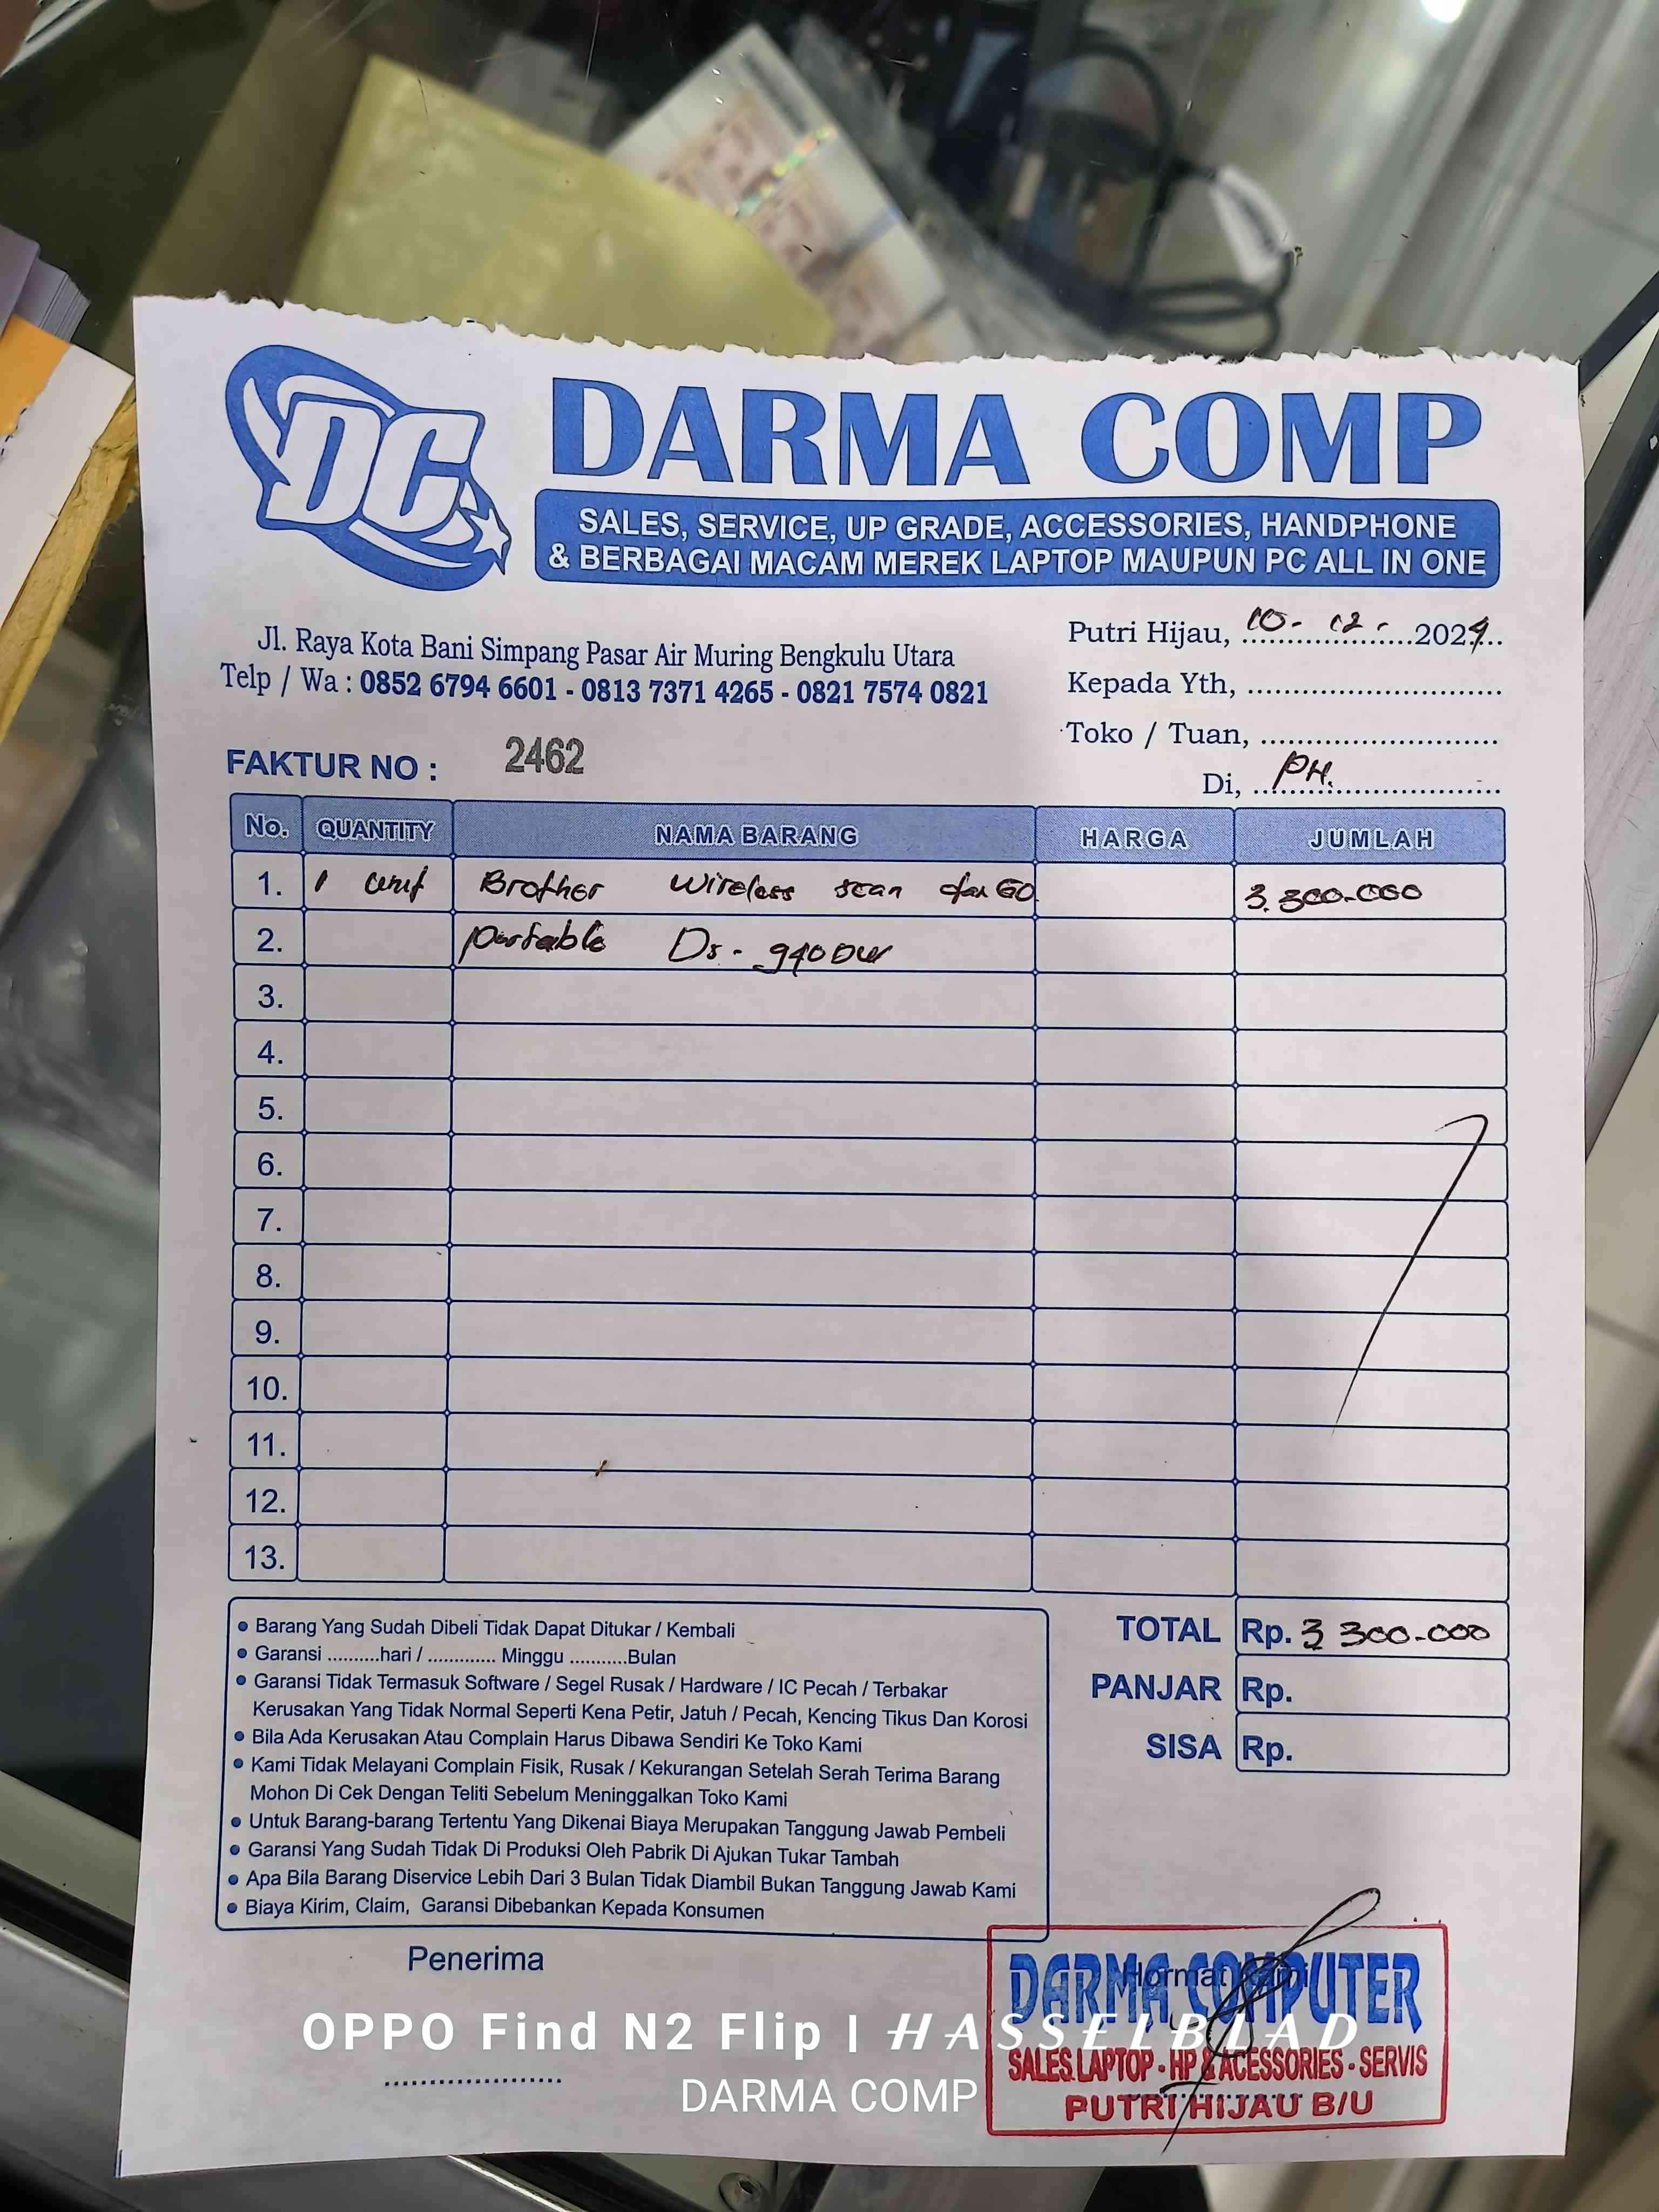 DC
DARMA COMP
SALES, SERVICE, UP GRADE, ACCESSORIES, HANDPHONE
& BERBAGAI MACAM MEREK LAPTOP MAUPUN PC ALL IN ONE
Jl. Raya Kota Bani Simpang Pasar Air Muring Bengkulu Utara
Telp / Wa : 0852 6794 6601 - 0813 7371 4265 - 0821 7574 0821
Putri Hijau, 10-12-2024
Kepada Yth, ..............................
Toko / Tuan, ............................
Di, PH.
FAKTUR NO : 2462
No. QUANTITY NAMA BARANG HARGA JUMLAH
1. 1 unit Brother wireless scan GO 3.300.000
2. portable Ds-940DW
3.
4.
5.
6.
7.
8.
9.
10.
11.
12.
13.
• Barang Yang Sudah Dibeli Tidak Dapat Ditukar / Kembali
• Garansi ..........hari / ............. Minggu ...........Bulan
• Garansi Tidak Termasuk Software / Segel Rusak / Hardware / IC Pecah / Terbakar
Kerusakan Yang Tidak Normal Seperti Kena Petir, Jatuh / Pecah, Kencing Tikus Dan Korosi
• Bila Ada Kerusakan Atau Complain Harus Dibawa Sendiri Ke Toko Kami
• Kami Tidak Melayani Complain Fisik, Rusak / Kekurangan Setelah Serah Terima Barang
Mohon Di Cek Dengan Teliti Sebelum Meninggalkan Toko Kami
• Untuk Barang-barang Tertentu Yang Dikenai Biaya Merupakan Tanggung Jawab Pembeli
• Garansi Yang Sudah Tidak Di Produksi Oleh Pabrik Di Ajukan Tukar Tambah
• Apa Bila Barang Diservice Lebih Dari 3 Bulan Tidak Diambil Bukan Tanggung Jawab Kami
• Biaya Kirim, Claim, Garansi Dibebankan Kepada Konsumen
TOTAL Rp. 3 300.000
PANJAR Rp.
SISA Rp.
Penerima
Hormat Kami
DARMA COMPUTER
SALES LAPTOP - HP & ACESSORIES - SERVIS
PUTRI HIJAU B/U
OPPO Find N2 Flip | HASSELBLAD
DARMA COMP